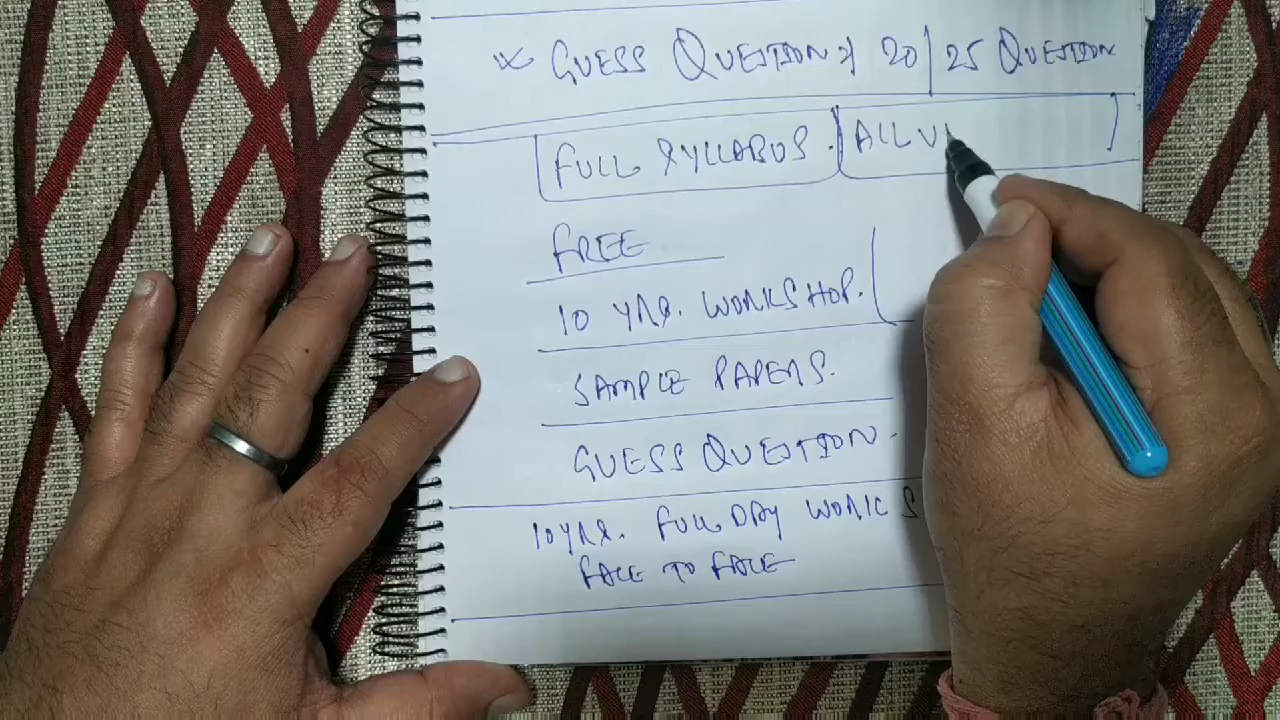 * GUESS QUESTION : 20 / 25 QUESTION
FULL SYLLABUS. ALL
FREE
10 YRS. WORKSHOP.
SAMPLE PAPERS.
GUESS QUESTION.
10 YRS. FULL DAY WORKS
FACE TO FACE